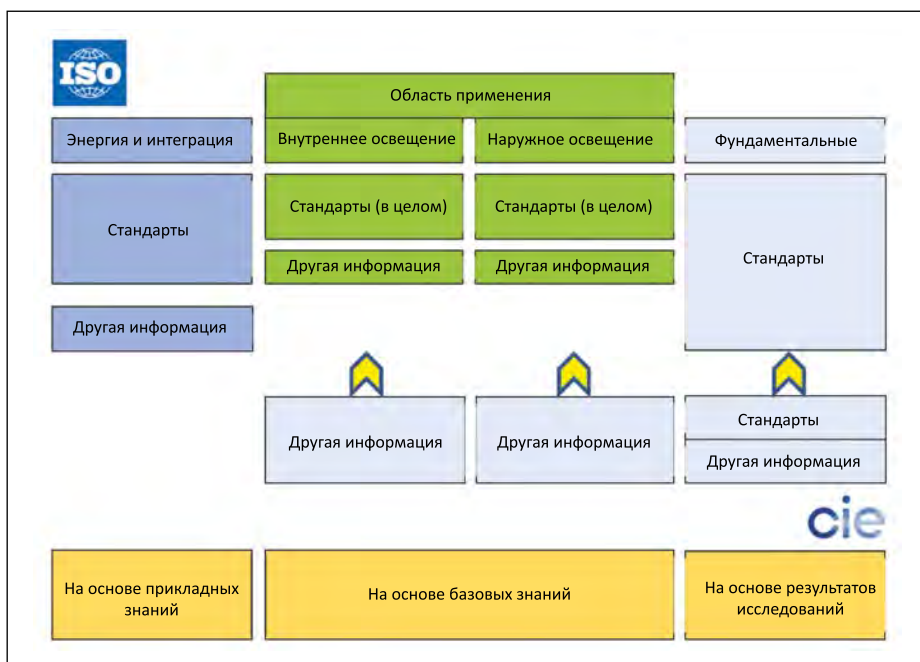 ISO
Область применения
Энергия и интеграция
Внутреннее освещение
Наружное освещение
Фундаментальные
Стандарты
Стандарты (в целом)
Стандарты (в целом)
Стандарты
Другая информация
Другая информация
Другая информация
Другая информация
Другая информация
Стандарты
Другая информация
cie
На основе прикладных
знаний
На основе базовых знаний
На основе результатов
исследований